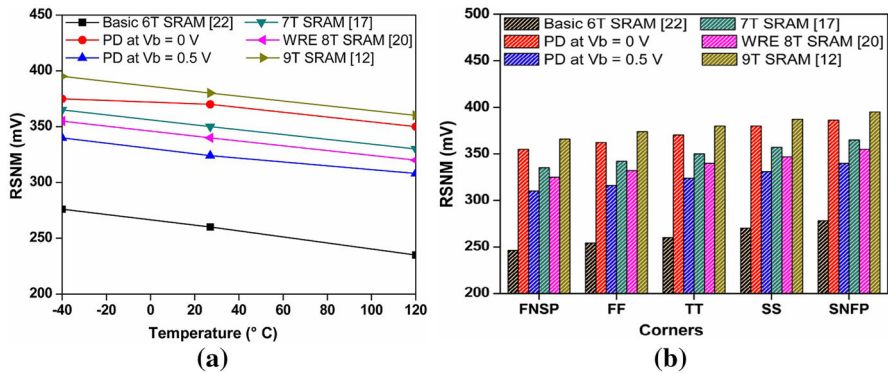 Basic 6T SRAM [22]
7T SRAM [17]
PD at Vb = 0 V
WRE 8T SRAM [20]
PD at Vb = 0.5 V
9T SRAM [12]
450
400
350
300
250
200
RSNM (mV)
-40 -20 0 20 40 60 80 100 120
Temperature (° C)
(a)
Basic 6T SRAM [22]
7T SRAM [17]
PD at Vb = 0 V
WRE 8T SRAM [20]
PD at Vb = 0.5 V
9T SRAM [12]
500
450
400
350
300
250
200
RSNM (mV)
FNSP FF TT SS SNFP
Corners
(b)